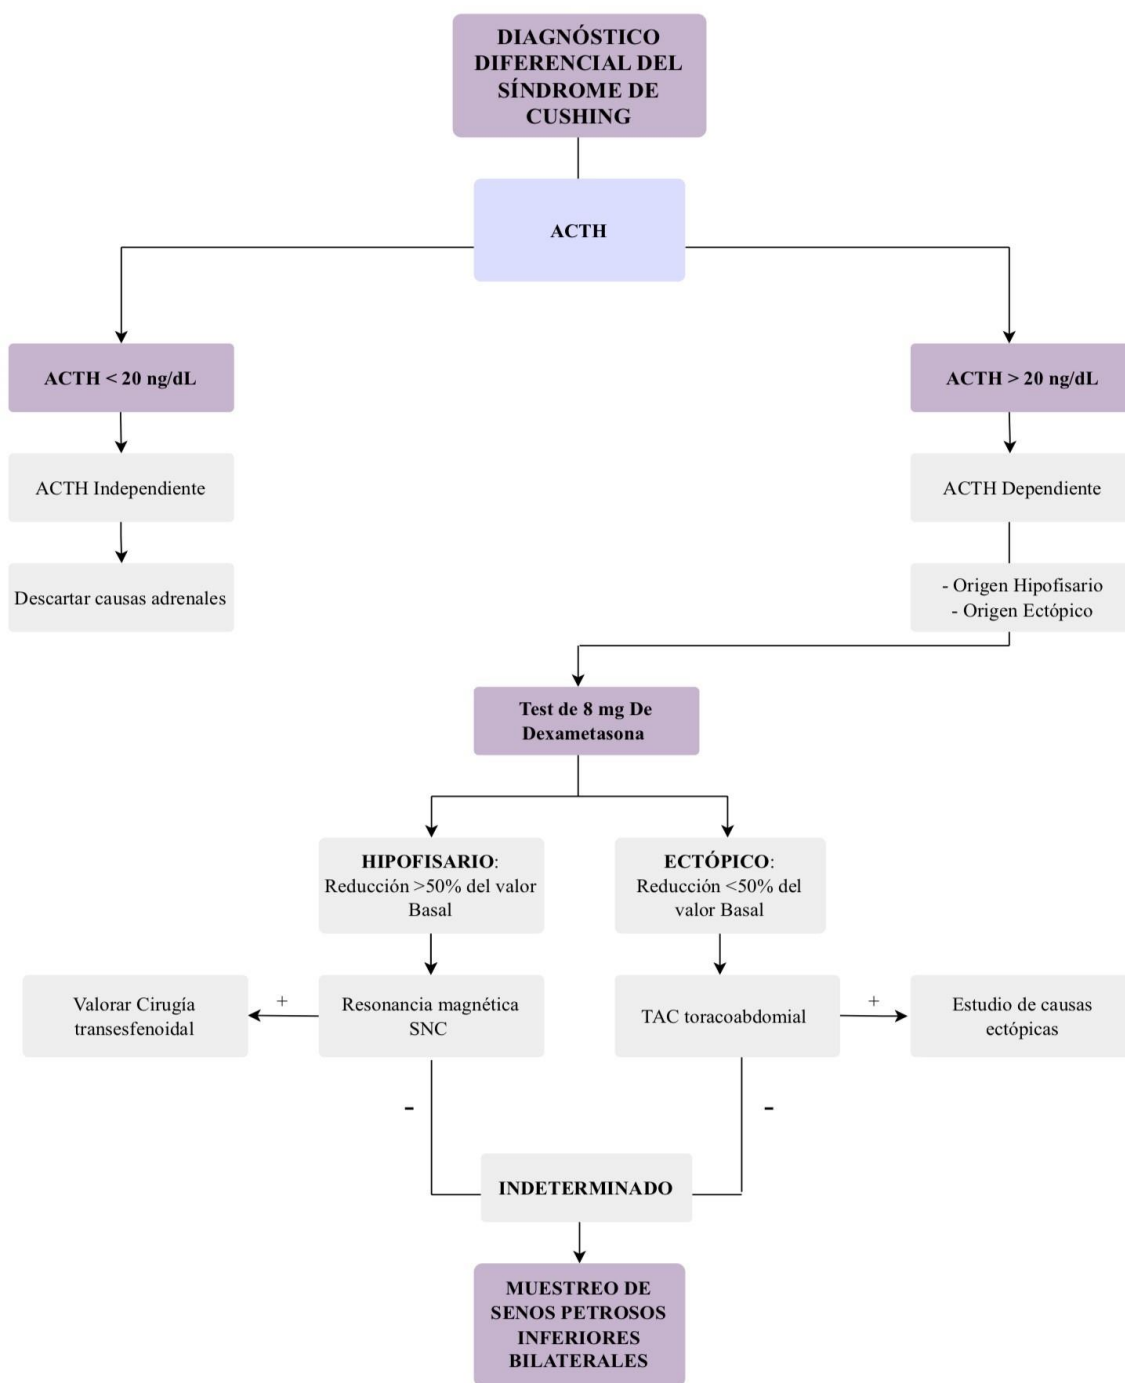 DIAGNÓSTICO
DIFERENCIAL DEL
SÍNDROME DE
CUSHING
ACTH
ACTH < 20 ng/dL
ACTH > 20 ng/dL
ACTH Independiente
ACTH Dependiente
Descartar causas adrenales
- Origen Hipofisario
- Origen Ectópico
Test de 8 mg De
Dexametasona
HIPOFISARIO:
Reducción >50% del valor
Basal
ECTÓPICO:
Reducción <50% del
valor Basal
Valorar Cirugía
transesfenoidal
+
Resonancia magnética
SNC
TAC toracoabdomial
+
Estudio de causas
ectópicas
-
-
INDETERMINADO
MUESTREO DE
SENOS PETROSOS
INFERIORES
BILATERALES